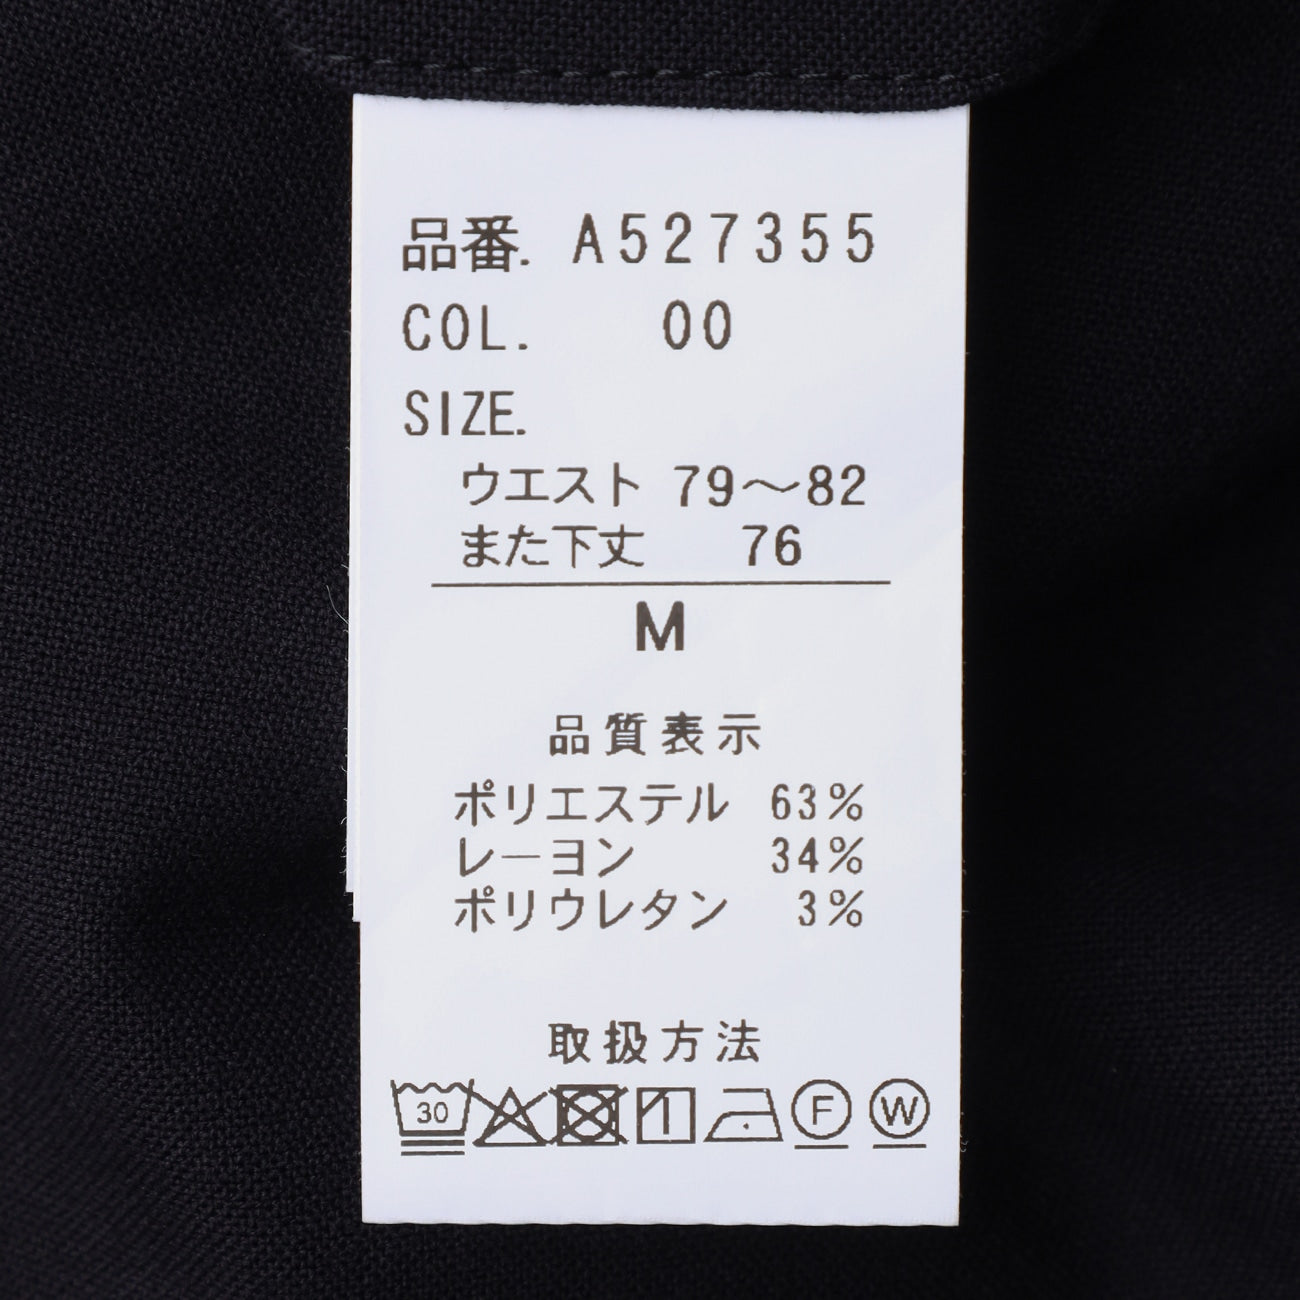 品番. A527355
COL. 00
SIZE.
ウエスト 79～82
また下丈 76
M
品質表示
ポリエステル 63%
レーヨン 34%
ポリウレタン 3%
取扱方法
30 F W